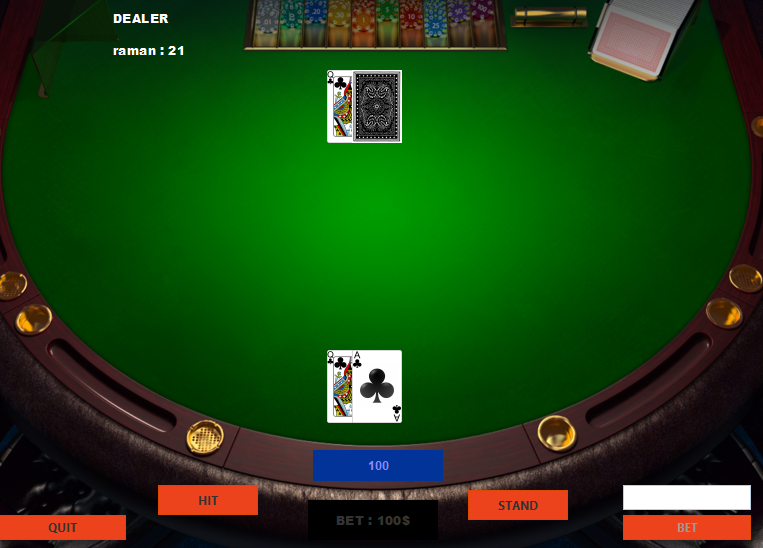 DEALER
raman : 21
Q
Q
A
A
100
HIT
STAND
BET : 100$
QUIT
BET